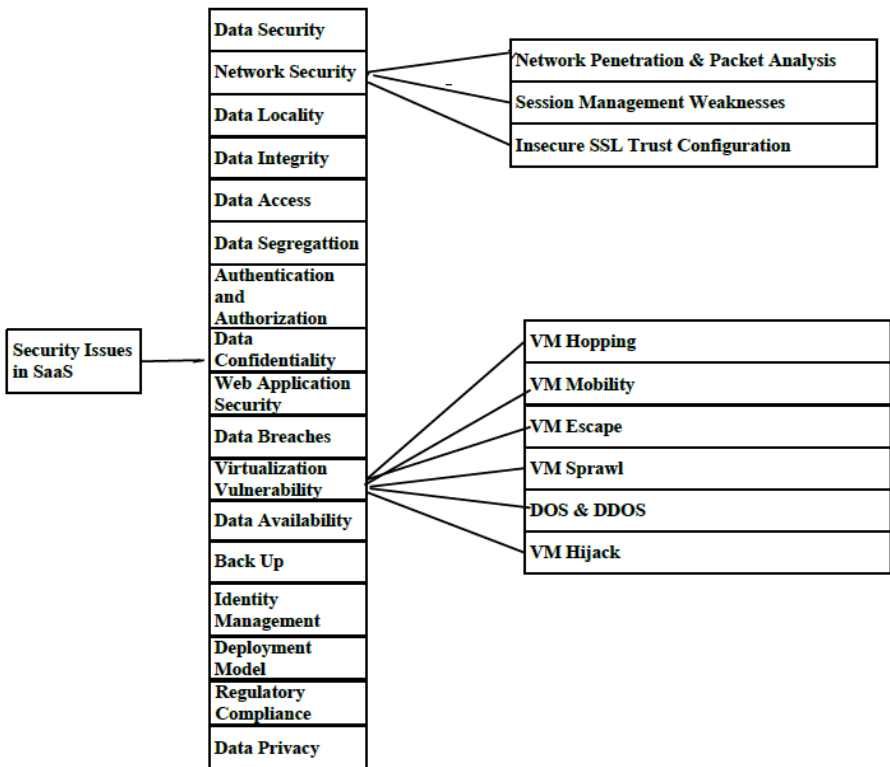 Security Issues
in SaaS
Data Security
Network Security
Data Locality
Data Integrity
Data Access
Data Segregattion
Authentication
and
Authorization
Data
Confidentiality
Web Application
Security
Data Breaches
Virtualization
Vulnerability
Data Availability
Back Up
Identity
Management
Deployment
Model
Regulatory
Compliance
Data Privacy
Network Penetration & Packet Analysis
Session Management Weaknesses
Insecure SSL Trust Configuration
VM Hopping
VM Mobility
VM Escape
VM Sprawl
DOS & DDOS
VM Hijack